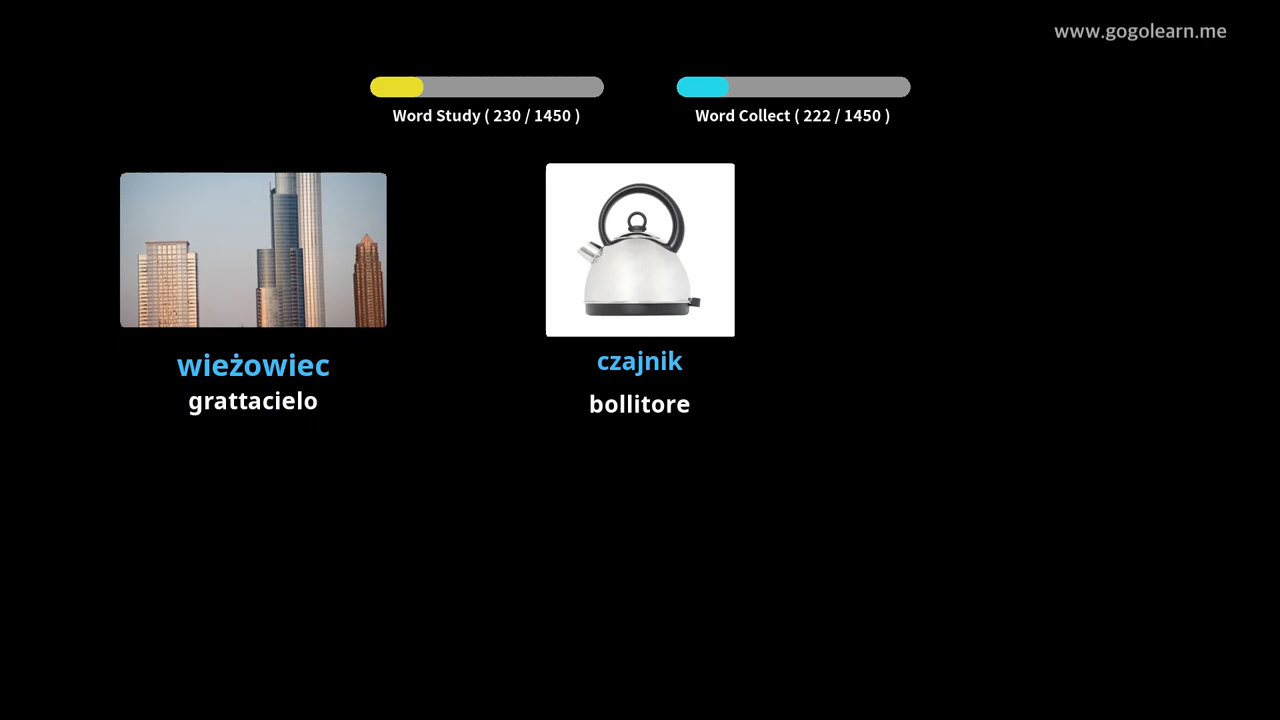 www.gogolearn.me
Word Study ( 230 / 1450 )
Word Collect ( 222 / 1450 )
wieżowiec
grattacielo
czajnik
bollitore